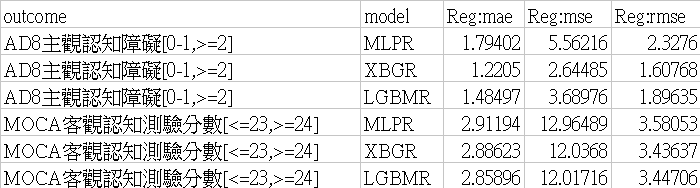 outcome model Reg:mae Reg:mse Reg:rmse
AD8主觀認知障礙[0-1,>=2] MLPR 1.79402 5.56216 2.3276
AD8主觀認知障礙[0-1,>=2] XBGR 1.2205 2.64485 1.60768
AD8主觀認知障礙[0-1,>=2] LGBMR 1.48497 3.68976 1.89635
MOCA客觀認知測驗分數[<=23,>=24] MLPR 2.91194 12.96489 3.58053
MOCA客觀認知測驗分數[<=23,>=24] XBGR 2.88623 12.0368 3.43637
MOCA客觀認知測驗分數[<=23,>=24] LGBMR 2.85896 12.01716 3.44706